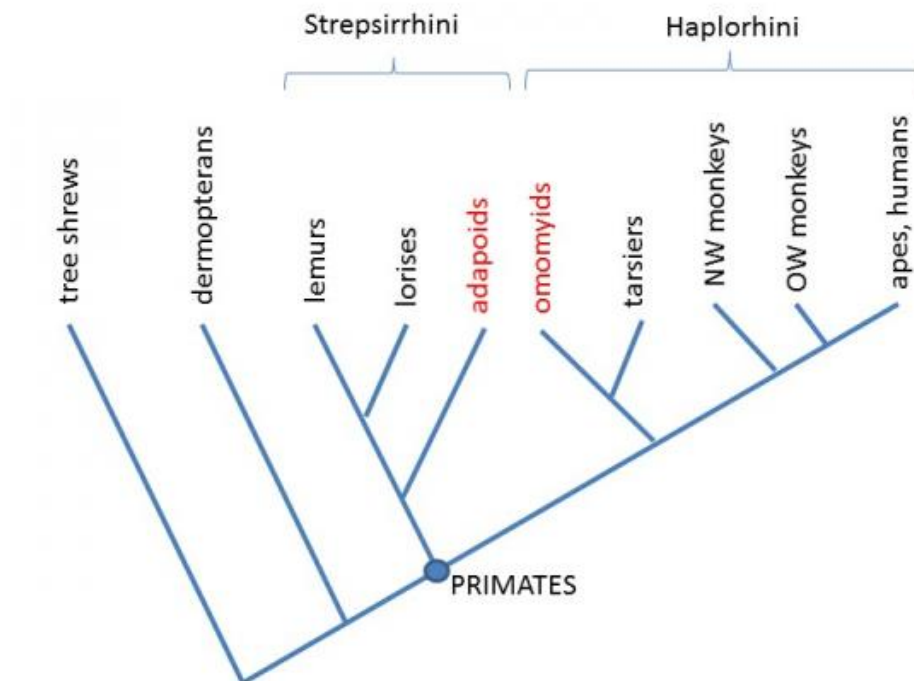 Strepsirrhini
Haplorhini
tree shrews
dermopterans
lemurs
lorises
adapoids
omomyids
tarsiers
NW monkeys
OW monkeys
apes, humans
PRIMATES